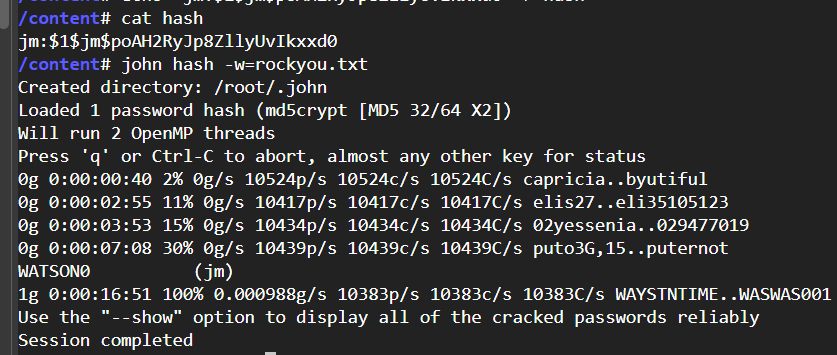 /content# cat hash
jm:$1$jm$poAH2RyJp8ZllyUvIkxxd0
/content# john hash -w=rockyou.txt
Created directory: /root/.john
Loaded 1 password hash (md5crypt [MD5 32/64 X2])
Will run 2 OpenMP threads
Press 'q' or Ctrl-C to abort, almost any other key for status
0g 0:00:00:40 2% 0g/s 10524p/s 10524c/s 10524C/s capricia..byutiful
0g 0:00:02:55 11% 0g/s 10417p/s 10417c/s 10417C/s elis27..eli35105123
0g 0:00:03:53 15% 0g/s 10434p/s 10434c/s 10434C/s 02yessenia..029477019
0g 0:00:07:08 30% 0g/s 10439p/s 10439c/s 10439C/s puto3G,15..puternot
WATSON0          (jm)
1g 0:00:16:51 100% 0.000988g/s 10383p/s 10383c/s 10383C/s WAYSTNTIME..WASWAS001
Use the "--show" option to display all of the cracked passwords reliably
Session completed